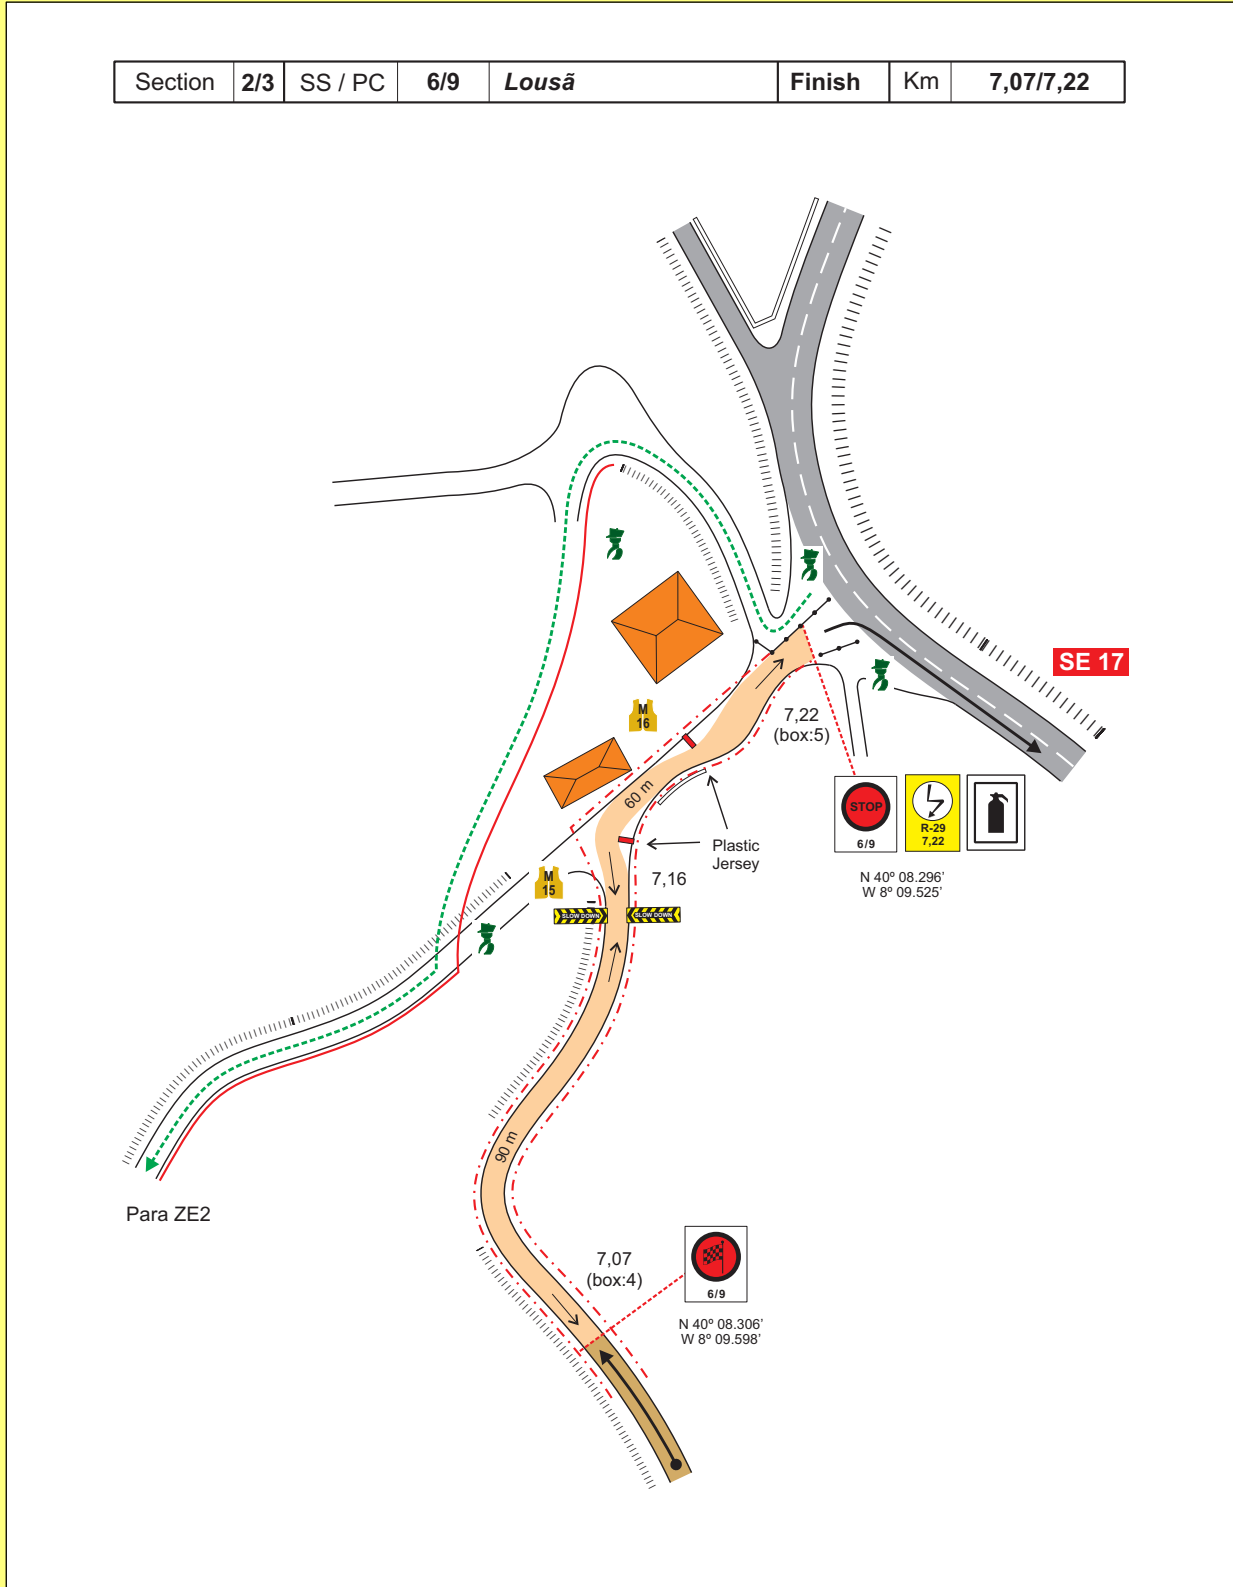 Section 2/3 SS / PC 6/9 Lousã Finish Km 7,07/7,22
SE 17
M
16
7,22
(box:5)
60 m
STOP
6/9
R-29
7,22
Plastic
Jersey
N 40º 08.296’
W 8º 09.525’
M
15
7,16
SLOW DOWN
SLOW DOWN
90 m
Para ZE2
7,07
(box:4)
6/9
N 40º 08.306’
W 8º 09.598’